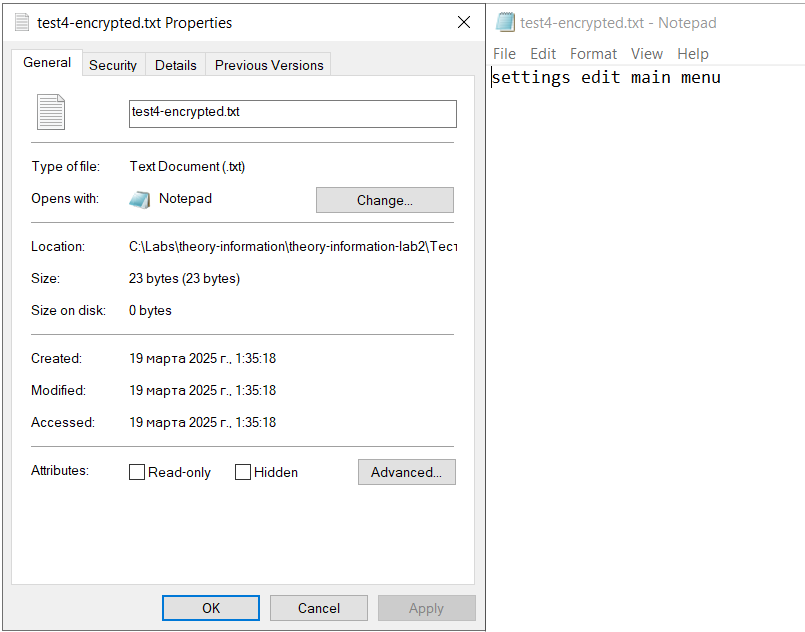 test4-encrypted.txt Properties
General Security Details Previous Versions
test4-encrypted.txt
Type of file: Text Document (.txt)
Opens with: Notepad Change...
Location: C:\Labs\theory-information\theory-information-lab2\Тест
Size: 23 bytes (23 bytes)
Size on disk: 0 bytes
Created: 19 марта 2025 г., 1:35:18
Modified: 19 марта 2025 г., 1:35:18
Accessed: 19 марта 2025 г., 1:35:18
Attributes: Read-only Hidden Advanced...
OK Cancel Apply
test4-encrypted.txt - Notepad
File Edit Format View Help
settings edit main menu